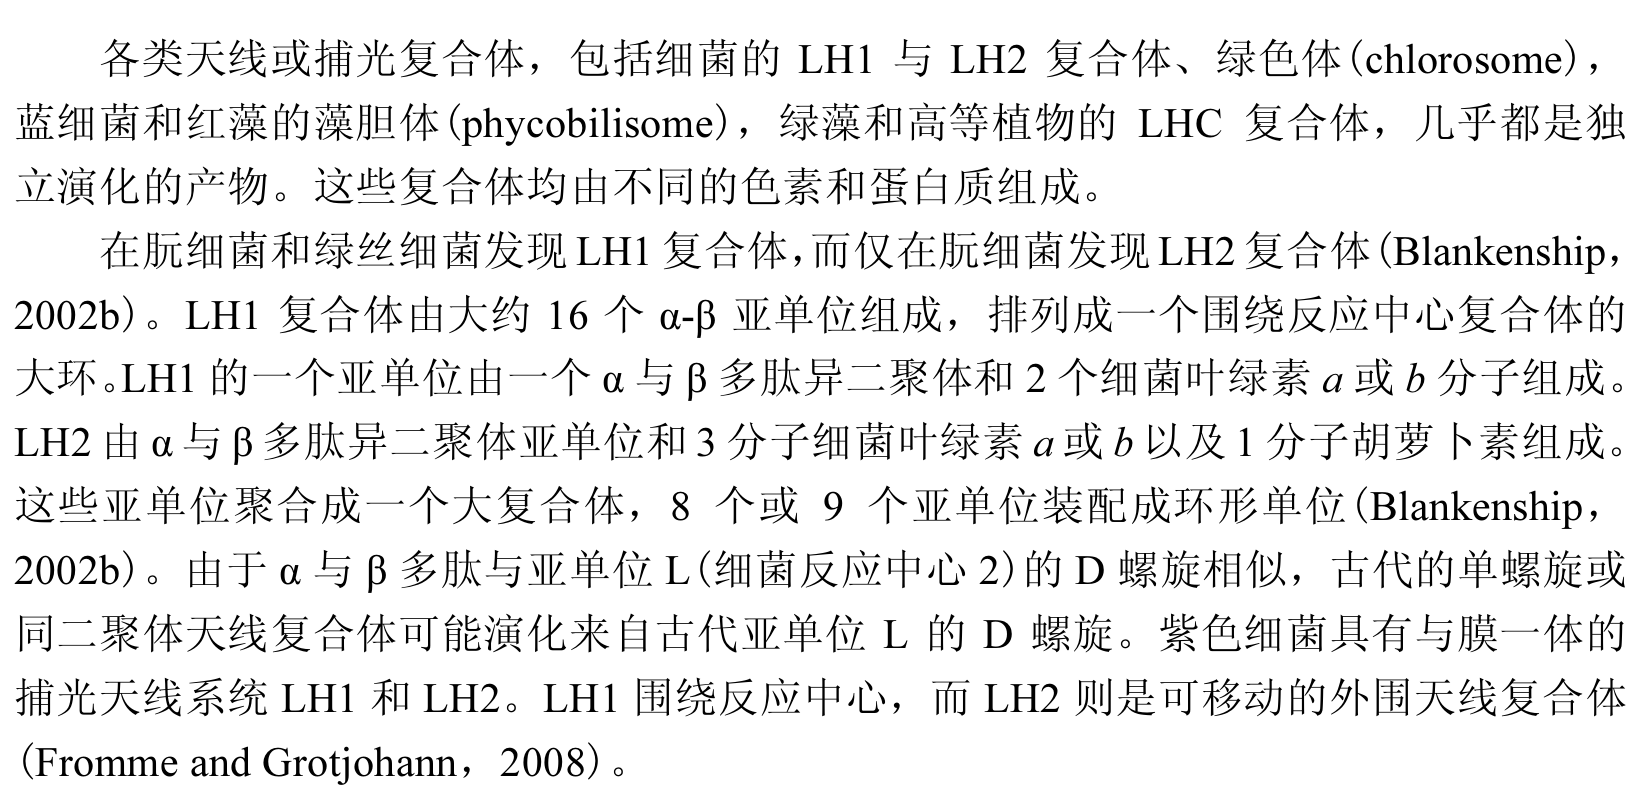 各类天线或捕光复合体，包括细菌的 LH1 与 LH2 复合体、绿色体(chlorosome)，
蓝细菌和红藻的藻胆体(phycobilisome)，绿藻和高等植物的 LHC 复合体，几乎都是独
立演化的产物。这些复合体均由不同的色素和蛋白质组成。
在朊细菌和绿丝细菌发现 LH1 复合体，而仅在朊细菌发现 LH2 复合体(Blankenship，
2002b)。LH1 复合体由大约 16 个 α-β 亚单位组成，排列成一个围绕反应中心复合体的
大环。LH1 的一个亚单位由一个 α 与 β 多肽异二聚体和 2 个细菌叶绿素 a 或 b 分子组成。
LH2 由 α 与 β 多肽异二聚体亚单位和 3 分子细菌叶绿素 a 或 b 以及 1 分子胡萝卜素组成。
这些亚单位聚合成一个大复合体，8 个或 9 个亚单位装配成环形单位(Blankenship，
2002b)。由于 α 与 β 多肽与亚单位 L(细菌反应中心 2)的 D 螺旋相似，古代的单螺旋或
同二聚体天线复合体可能演化来自古代亚单位 L 的 D 螺旋。紫色细菌具有与膜一体的
捕光天线系统 LH1 和 LH2。LH1 围绕反应中心，而 LH2 则是可移动的外围天线复合体
(Fromme and Grotjohann，2008)。